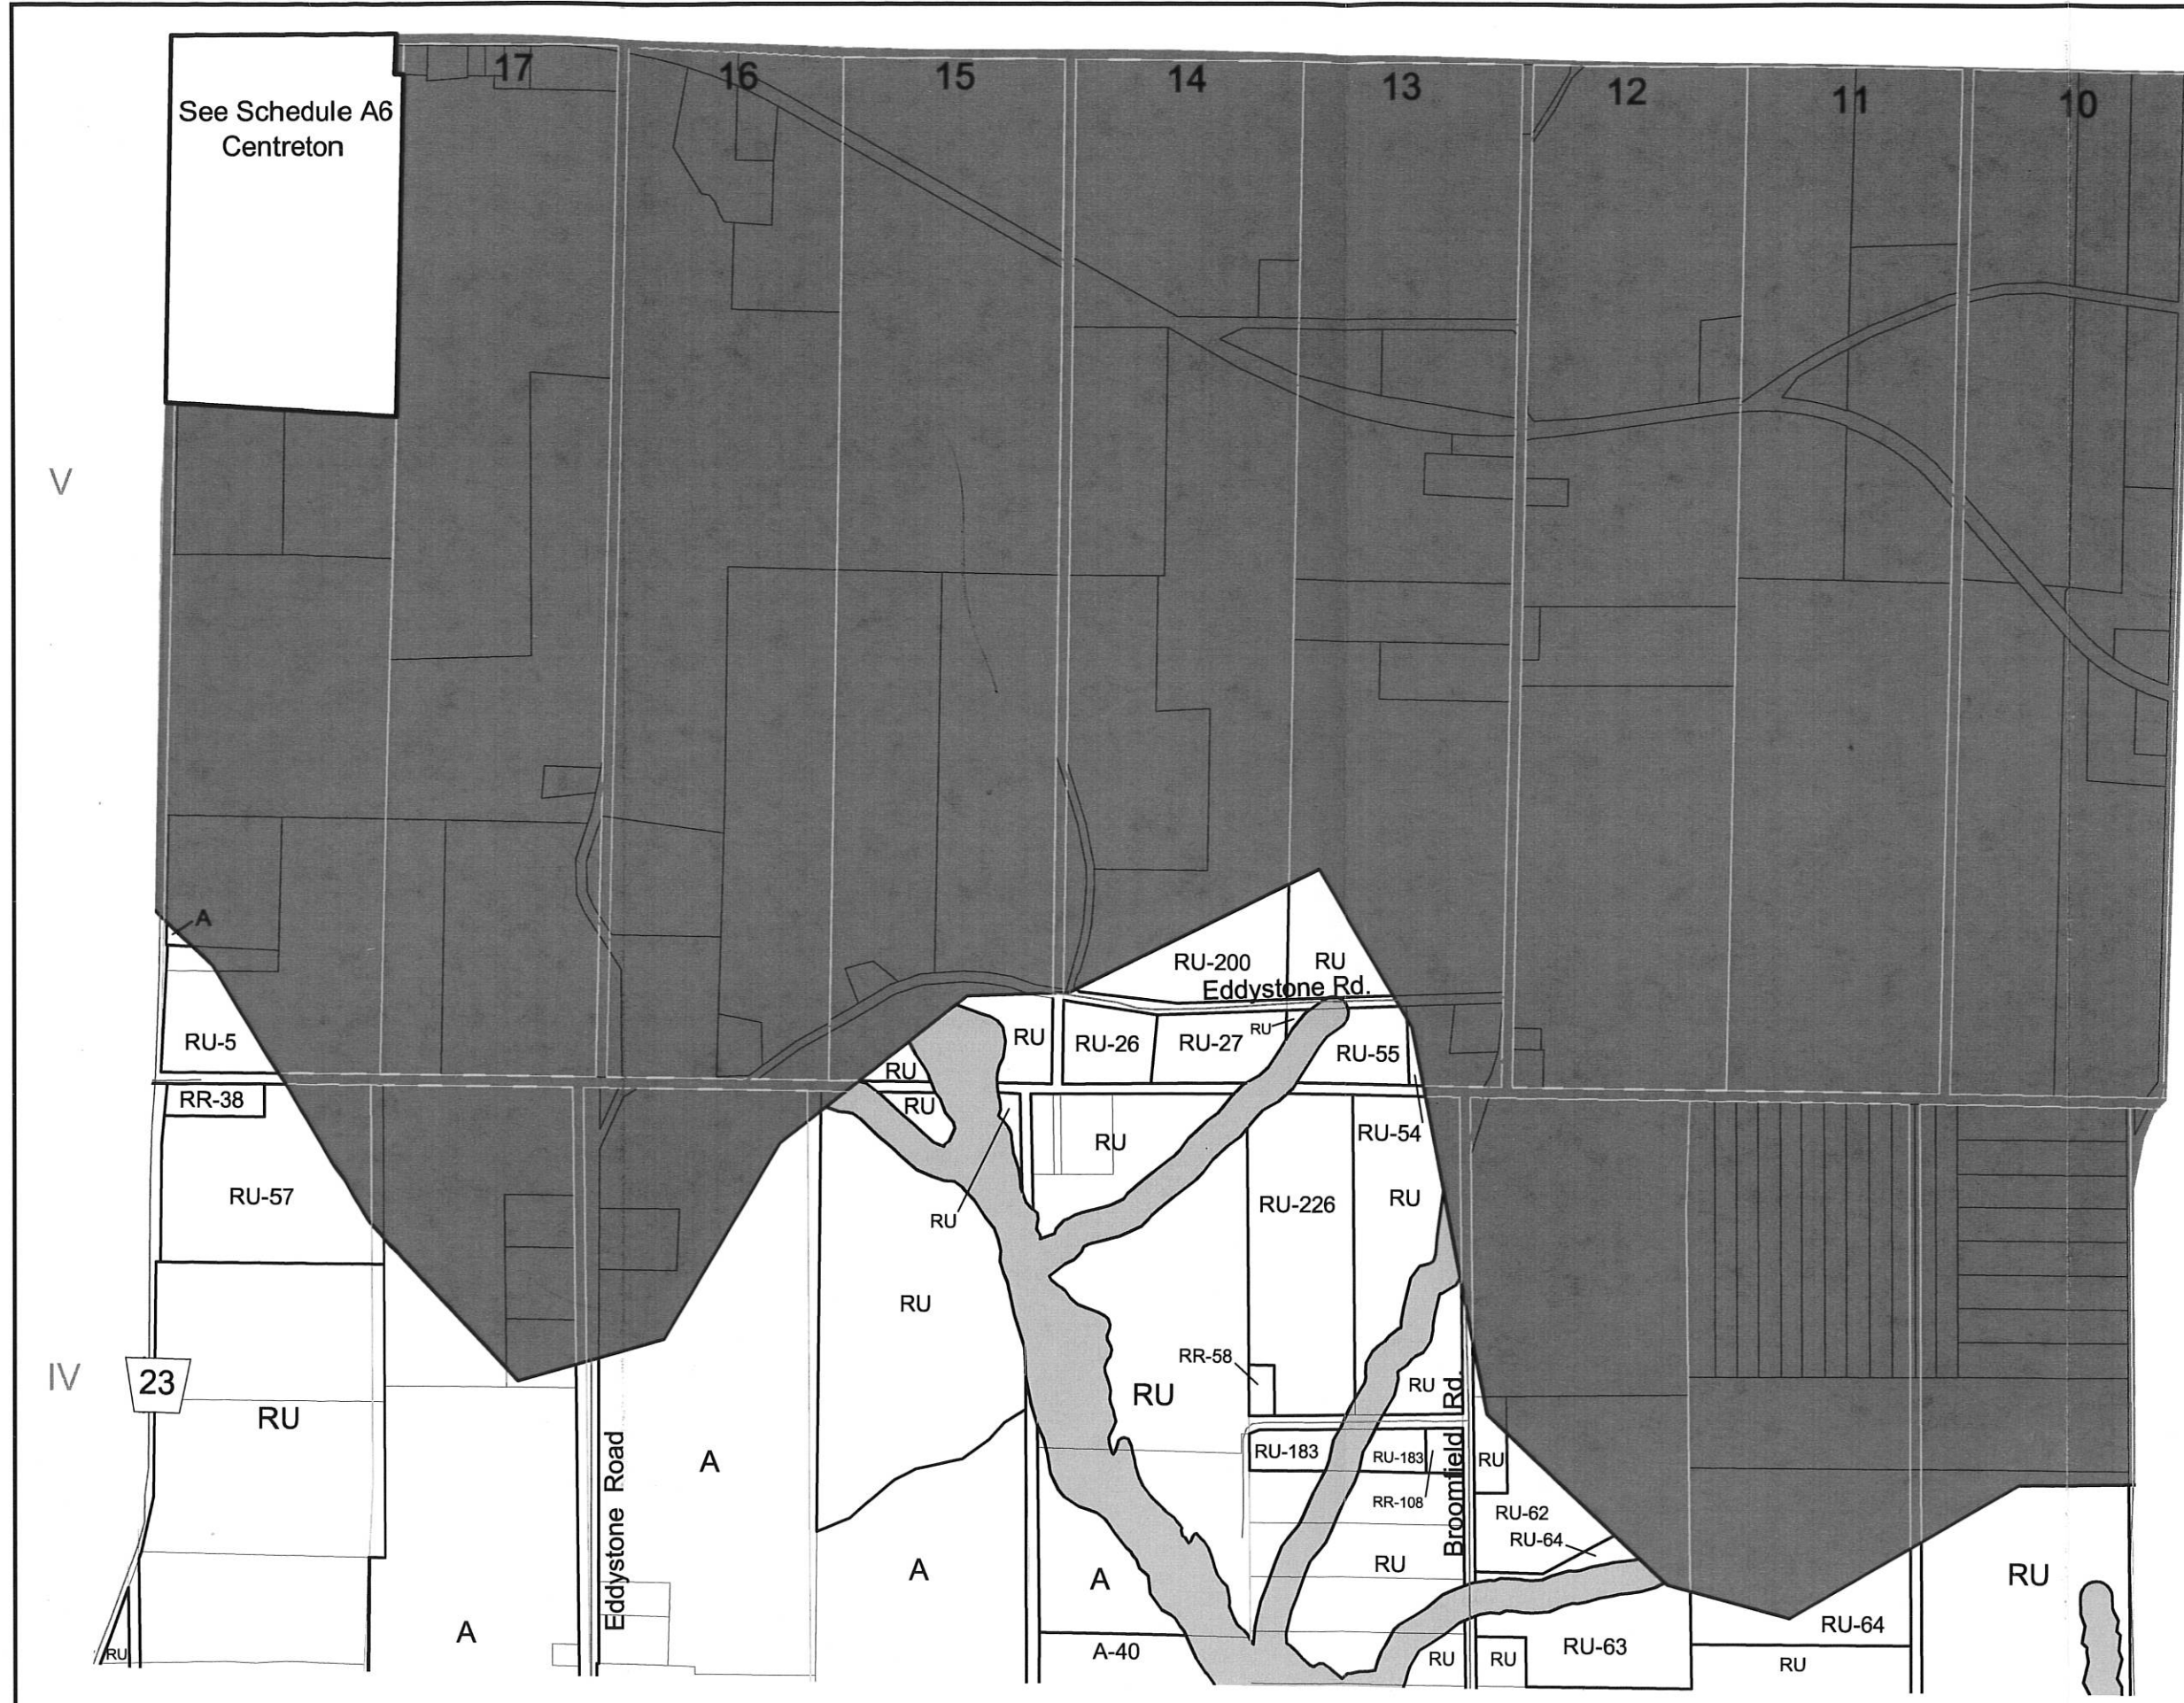 17
16
15
14
13
12
11
10
See Schedule A6
Centreton
V
A
RU-200
RU
Eddystone Rd.
RU-5
RU
RU-26
RU-27
RU
RU-55
RU
RR-38
RU
RU
RU-54
RU-57
RU
RU-226
RU
RU
RR-58
IV
23
RU
RU
RU
Broomfield Rd.
Eddystone Road
A
RU-183
RU-183
RU
RR-108
RU-62
RU-64
A
A
RU
RU
A
RU
A-40
RU
RU
RU-63
RU-64
RU